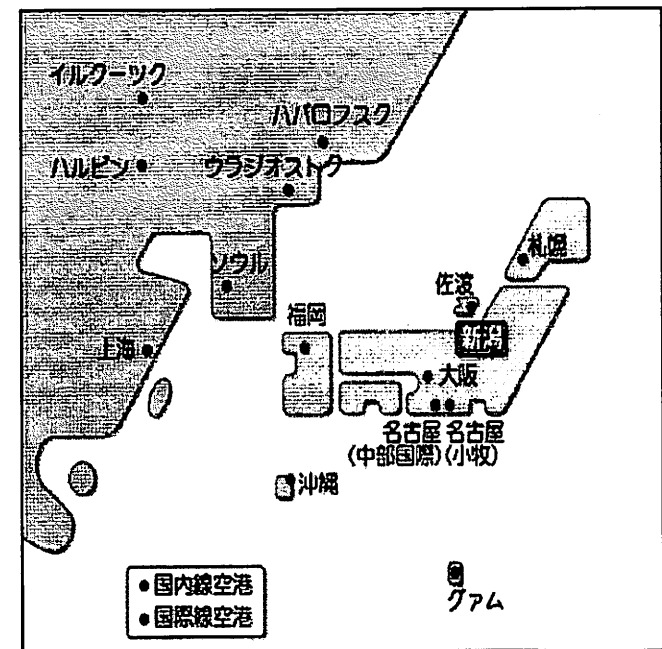 イルクーツク
ハバロフスク
ハルビン
ウラジオストク
ソウル
札幌
佐渡
新潟
福岡
上海
大阪
名古屋
(中部国際)
名古屋
(小牧)
沖縄
グァム
●国内線空港
●国際線空港